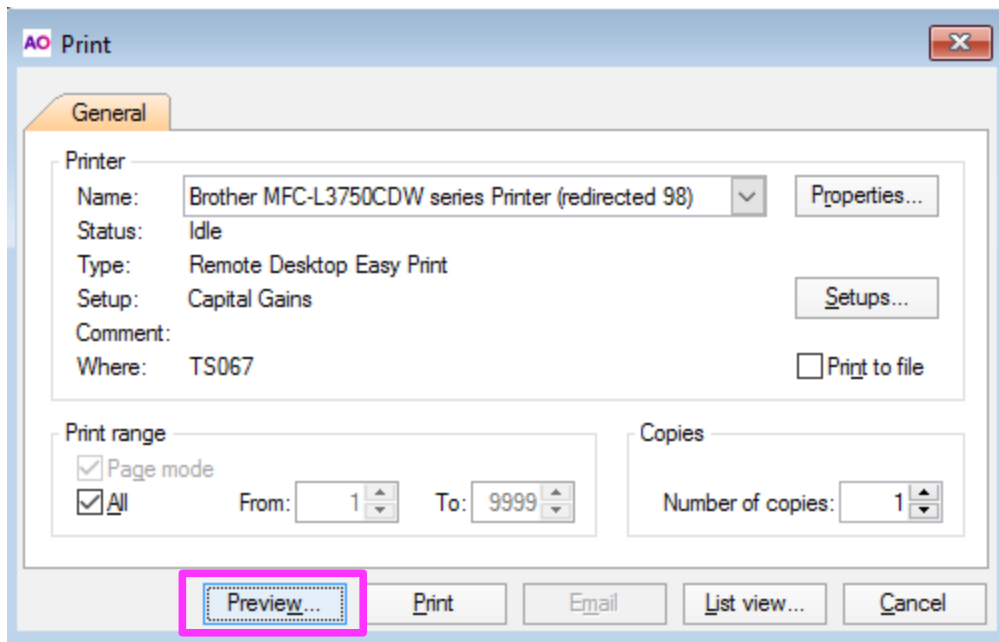 AO Print
General
Printer
Name: Brother MFC-L3750CDW series Printer (redirected 98) Properties...
Status: Idle
Type: Remote Desktop Easy Print
Setup: Capital Gains Setups...
Comment:
Where: TS067 Print to file
Print range Copies
Page mode
All From: 1 To: 9999 Number of copies: 1
Preview... Print Email List view... Cancel